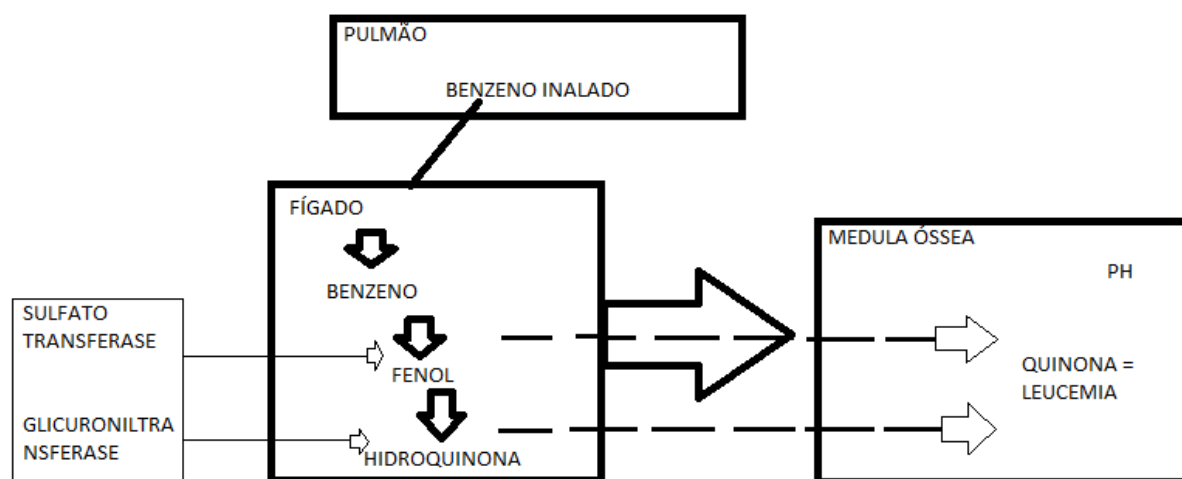 PULMÃO
BENZENO INALADO
FÍGADO
BENZENO
FENOL
HIDROQUINONA
SULFATO
TRANSFERASE
GLICURONILTRA
NSFERASE
MEDULA ÓSSEA
PH
QUINONA =
LEUCEMIA